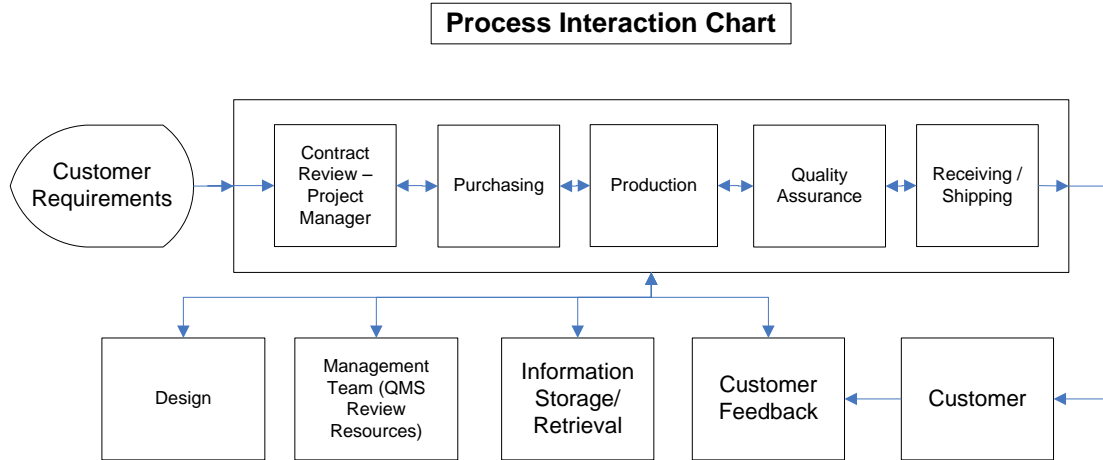 Process Interaction Chart
Customer
Requirements
Contract
Review –
Project
Manager
Purchasing
Production
Quality
Assurance
Receiving /
Shipping
Design
Management
Team (QMS
Review
Resources)
Information
Storage/
Retrieval
Customer
Feedback
Customer